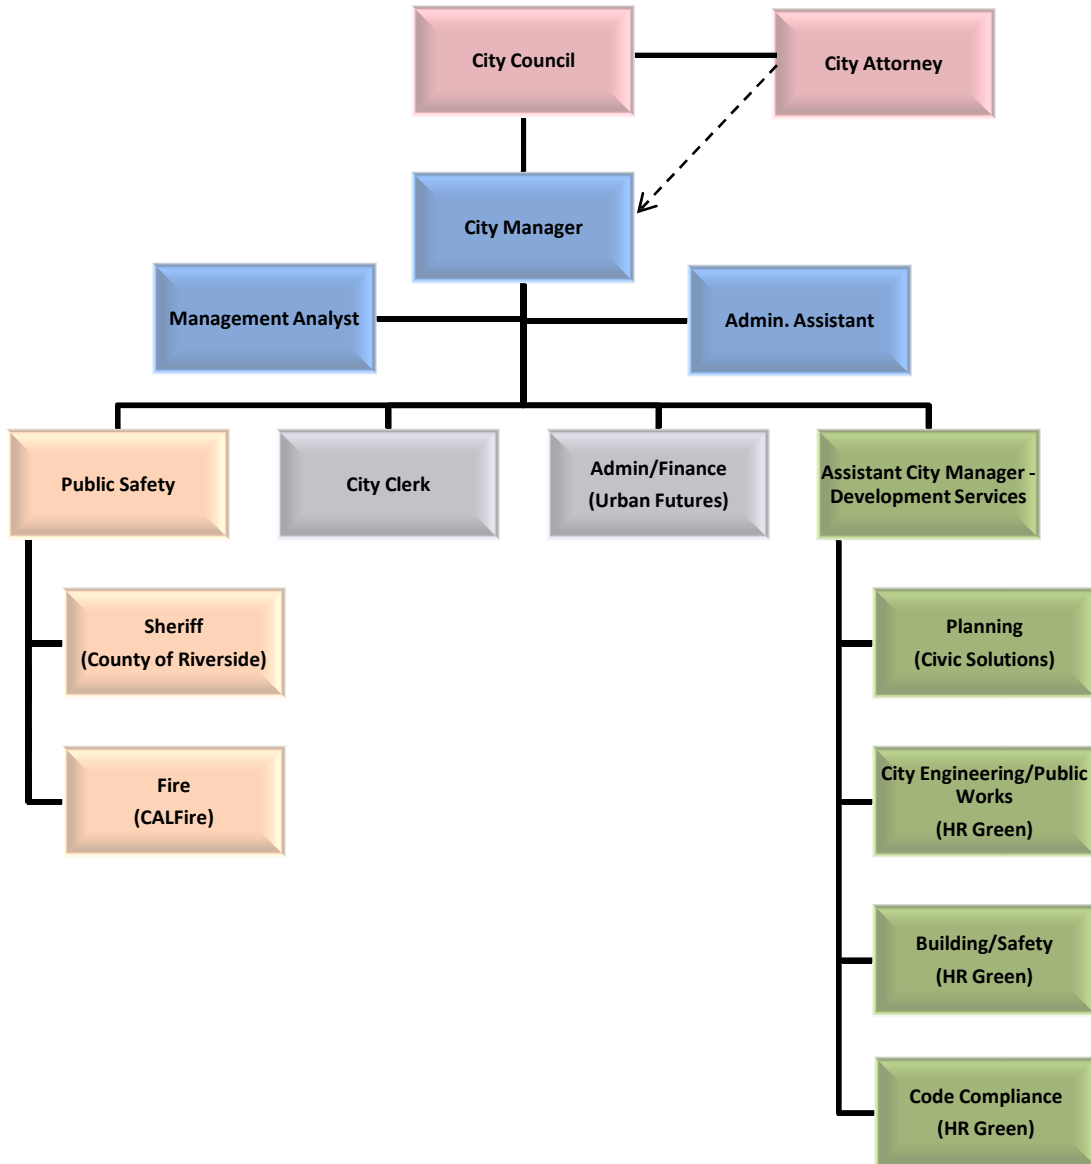 City Council
City Attorney
City Manager
Management Analyst
Admin. Assistant
Public Safety
City Clerk
Admin/Finance
(Urban Futures)
Assistant City Manager -
Development Services
Sheriff
(County of Riverside)
Fire
(CALFire)
Planning
(Civic Solutions)
City Engineering/Public
Works
(HR Green)
Building/Safety
(HR Green)
Code Compliance
(HR Green)